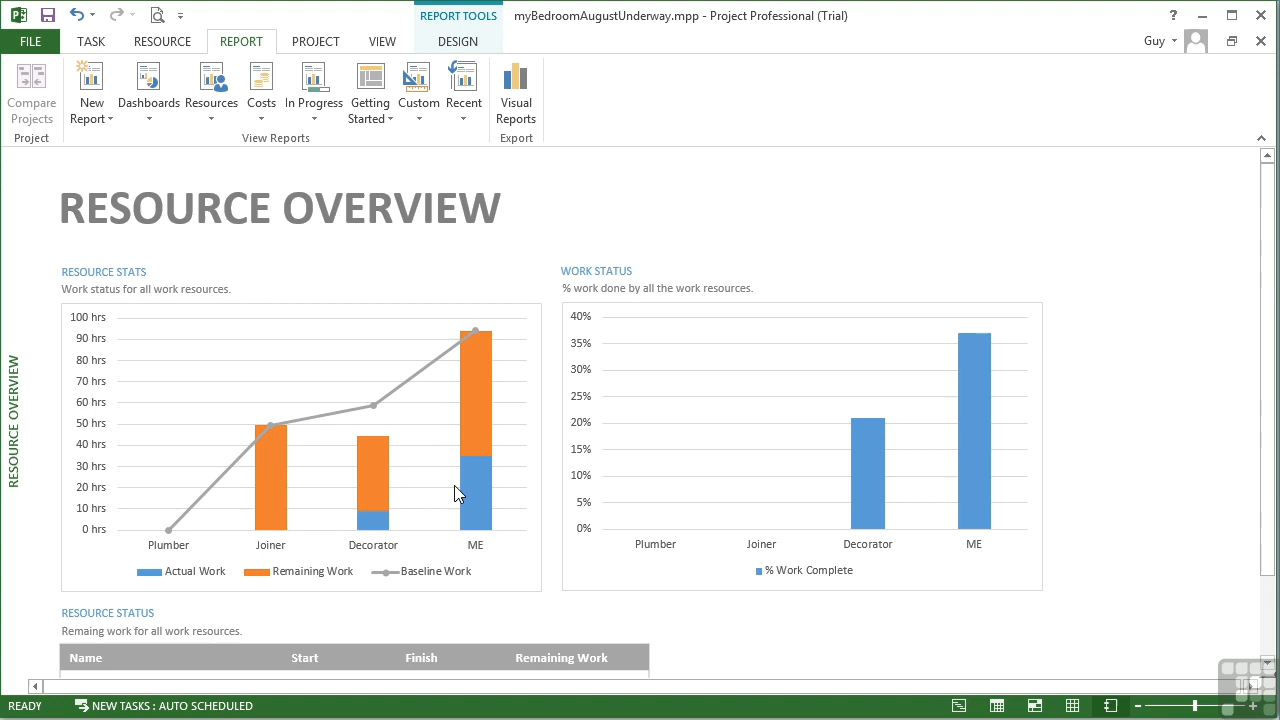 REPORT TOOLS
myBedroomAugustUnderway.mpp - Project Professional (Trial)
?
FILE TASK RESOURCE REPORT PROJECT VIEW DESIGN
Guy
Compare Projects
New Report
Dashboards
Resources
Costs
In Progress
Getting Started
Custom
Recent
Visual Reports
Project
View Reports
Export
RESOURCE OVERVIEW
RESOURCE OVERVIEW
RESOURCE STATS
Work status for all work resources.
100 hrs
90 hrs
80 hrs
70 hrs
60 hrs
50 hrs
40 hrs
30 hrs
20 hrs
10 hrs
0 hrs
Plumber Joiner Decorator ME
Actual Work Remaining Work Baseline Work
WORK STATUS
% work done by all the work resources.
40%
35%
30%
25%
20%
15%
10%
5%
0%
Plumber Joiner Decorator ME
% Work Complete
RESOURCE STATUS
Remaing work for all work resources.
Name Start Finish Remaining Work
READY NEW TASKS : AUTO SCHEDULED